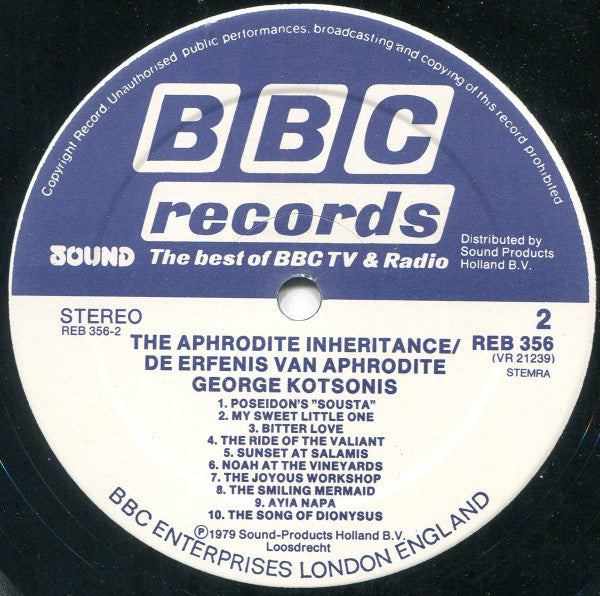 Copyright Record. Unauthorised public performances, broadcasting and copying of this record prohibited
BBC
records
SOUND
The best of BBC TV & Radio
Distributed by
Sound Products
Holland B.V.
STEREO
REB 356-2
2
REB 356
(VR 21239)
STEMRA
THE APHRODITE INHERITANCE/
DE ERFENIS VAN APHRODITE
GEORGE KOTSONIS
1. POSEIDON'S "SOUSTA"
2. MY SWEET LITTLE ONE
3. BITTER LOVE
4. THE RIDE OF THE VALIANT
5. SUNSET AT SALAMIS
6. NOAH AT THE VINEYARDS
7. THE JOYOUS WORKSHOP
8. THE SMILING MERMAID
9. AYIA NAPA
10. THE SONG OF DIONYSUS
℗1979 Sound-Products Holland B.V.
Loosdrecht
BBC ENTERPRISES LONDON ENGLAND